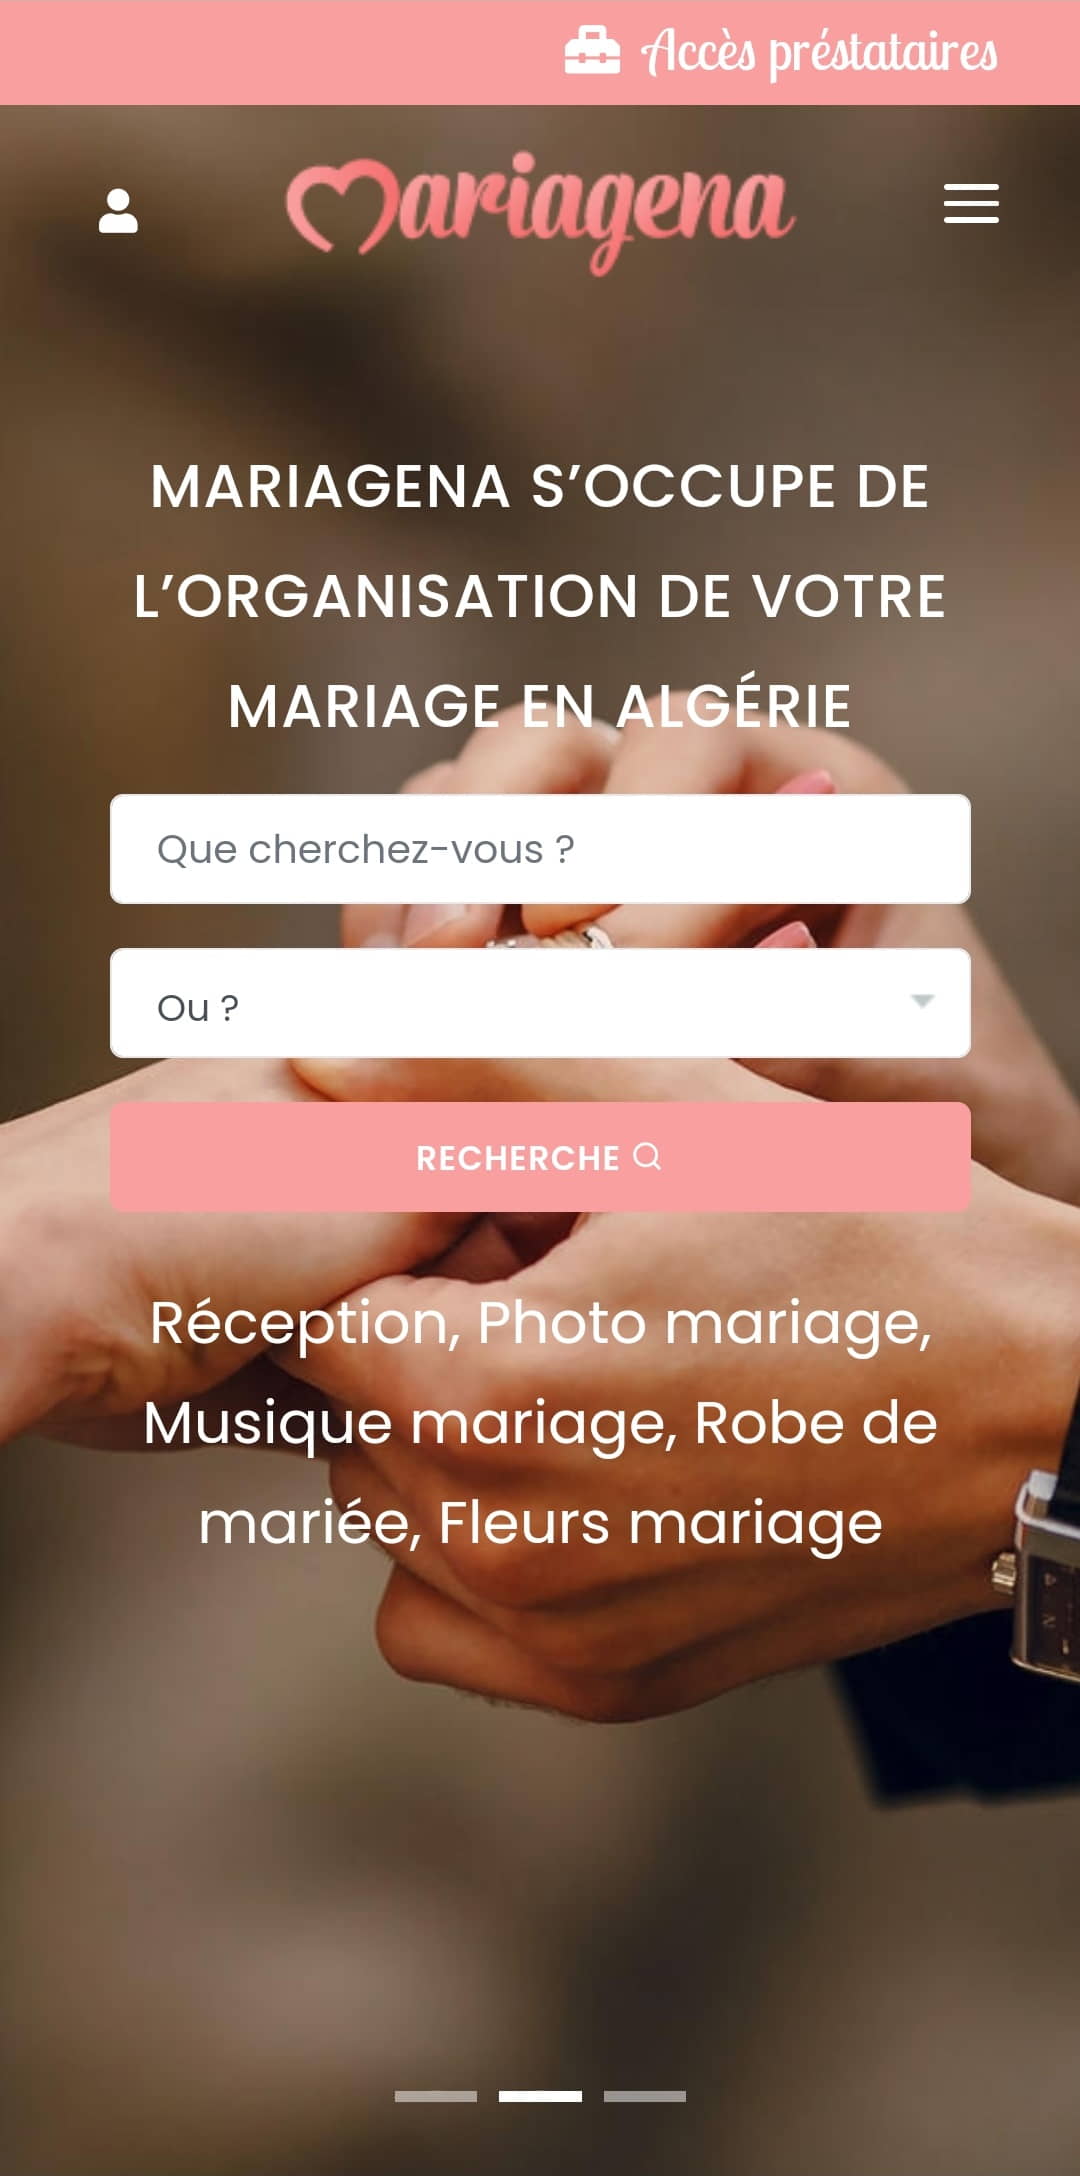 Accès préstataires
Mariagena
MARIAGENA S’OCCUPE DE
L’ORGANISATION DE VOTRE
MARIAGE EN ALGÉRIE
Que cherchez-vous ?
Ou ?
RECHERCHE
Réception, Photo mariage,
Musique mariage, Robe de
mariée, Fleurs mariage